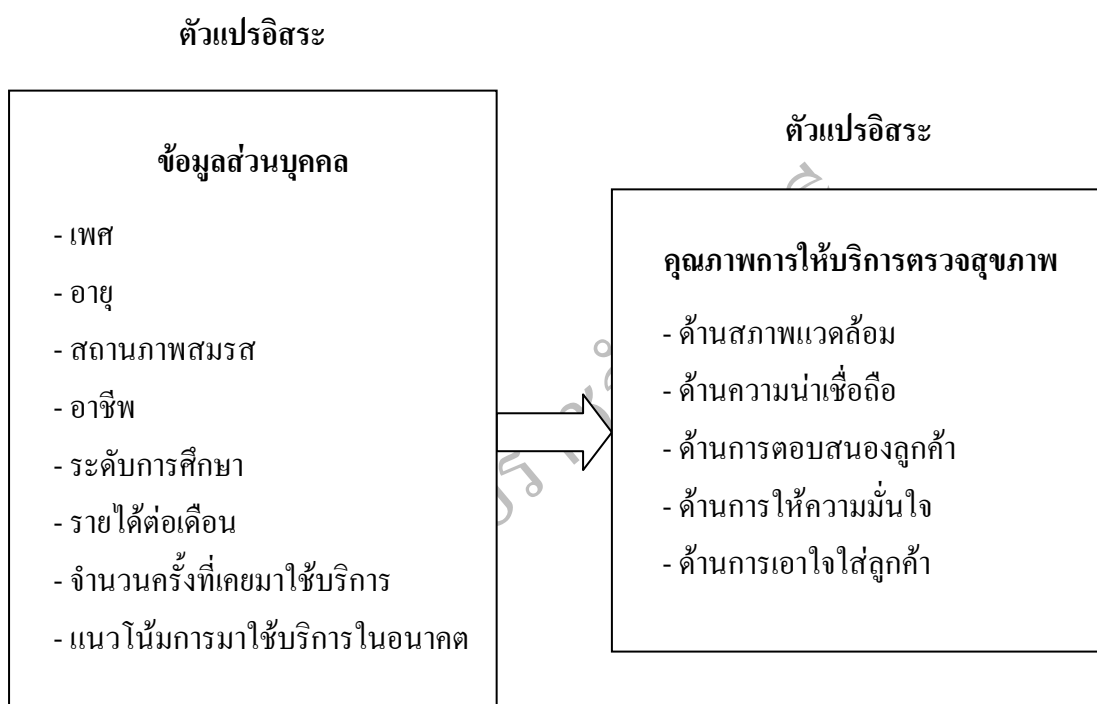 ตัวแปรอิสระ
ข้อมูลส่วนบุคคล
- เพศ
- อายุ
- สถานภาพสมรส
- อาชีพ
- ระดับการศึกษา
- รายได้ต่อเดือน
- จำนวนครั้งที่เคยมาใช้บริการ
- แนวโน้มการมาใช้บริการในอนาคต
ตัวแปรอิสระ
คุณภาพการให้บริการตรวจสุขภาพ
- ด้านสภาพแวดล้อม
- ด้านความน่าเชื่อถือ
- ด้านการตอบสนองลูกค้า
- ด้านการให้ความมั่นใจ
- ด้านการเอาใจใส่ลูกค้า